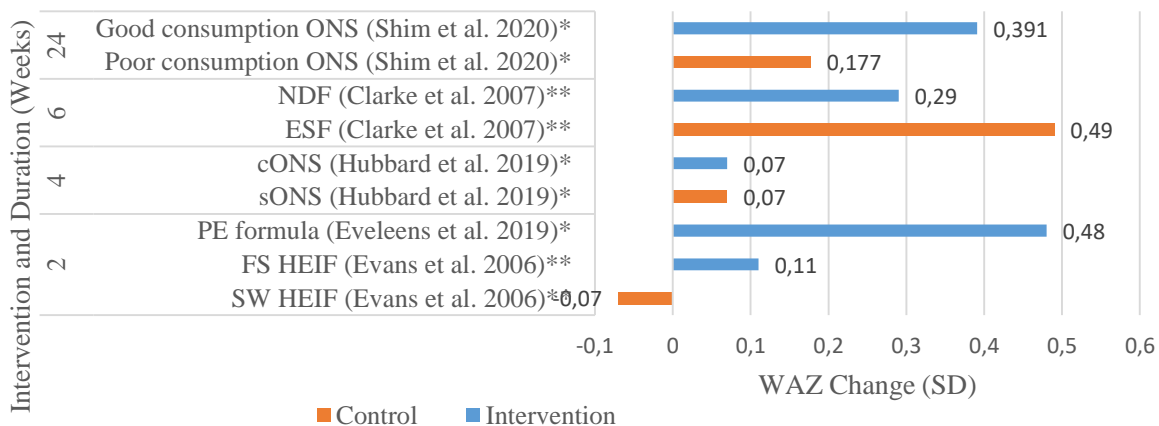 Intervention and Duration (Weeks)
24
Good consumption ONS (Shim et al. 2020)*
0,391
Poor consumption ONS (Shim et al. 2020)*
0,177
6
NDF (Clarke et al. 2007)**
0,29
ESF (Clarke et al. 2007)**
0,49
4
cONS (Hubbard et al. 2019)*
0,07
sONS (Hubbard et al. 2019)*
0,07
2
PE formula (Eveleens et al. 2019)*
0,48
FS HEIF (Evans et al. 2006)**
0,11
SW HEIF (Evans et al. 2006)**
-0,07
-0,1 0 0,1 0,2 0,3 0,4 0,5 0,6
WAZ Change (SD)
Control Intervention